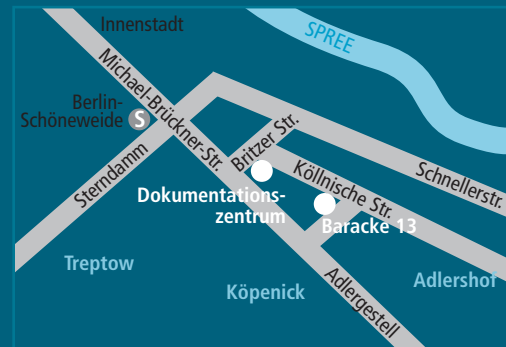 Innenstadt
SPREE
Michael-Brückner-Str.
Berlin-
Schöneweide
S
Britzer Str.
Sterndamm
Schnellerstr.
Köllnische Str.
Dokumentations-
zentrum
Baracke 13
Treptow
Köpenick
Adlergestell
Adlershof